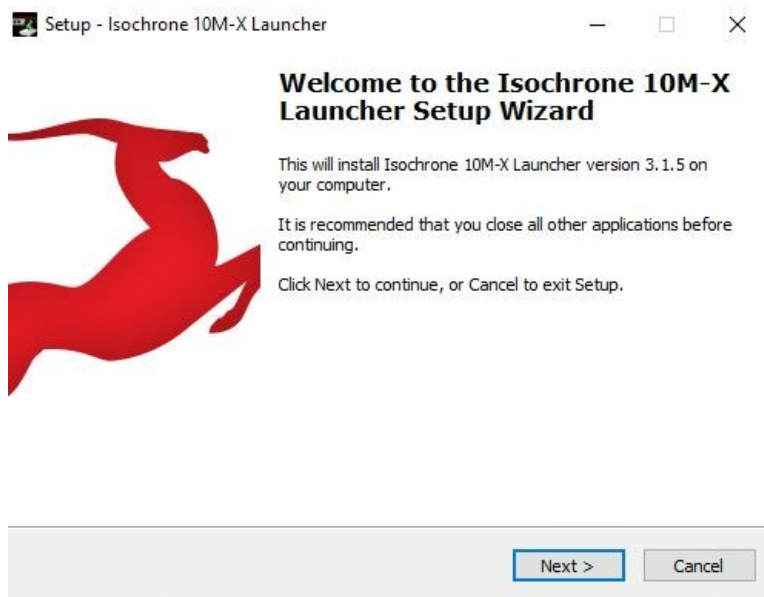 Setup - Isochrone 10M-X Launcher
Welcome to the Isochrone 10M-X
Launcher Setup Wizard
This will install Isochrone 10M-X Launcher version 3.1.5 on
your computer.
It is recommended that you close all other applications before
continuing.
Click Next to continue, or Cancel to exit Setup.
Next >
Cancel